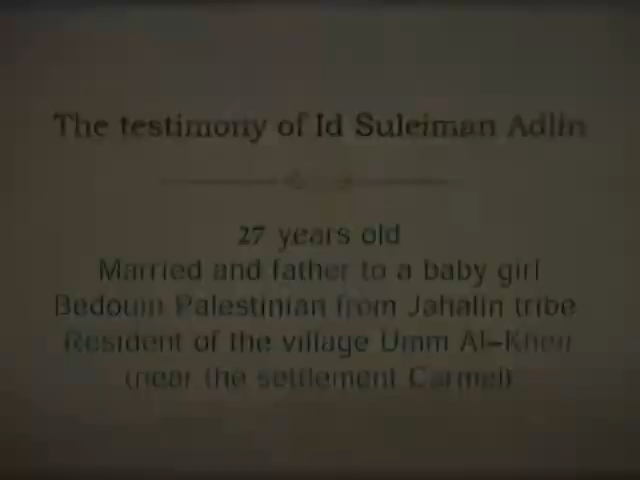 The testimony of Id Suleiman Adlin
27 years old
Married and father to a baby girl
Bedouin Palestinian from Jahalin tribe
Resident of the village Umm Al-Kheir
(near the settlement Carmel)